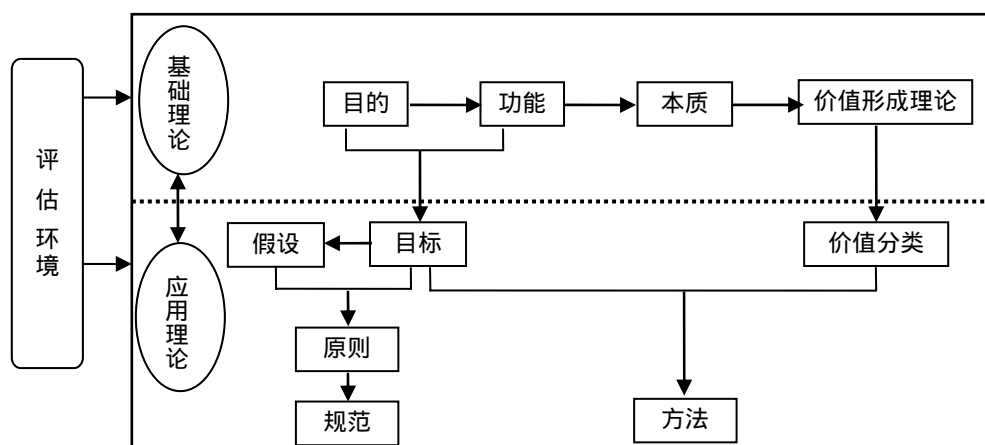 评估环境
基础理论
目的
功能
本质
价值形成理论
应用理论
假设
目标
价值分类
原则
规范
方法